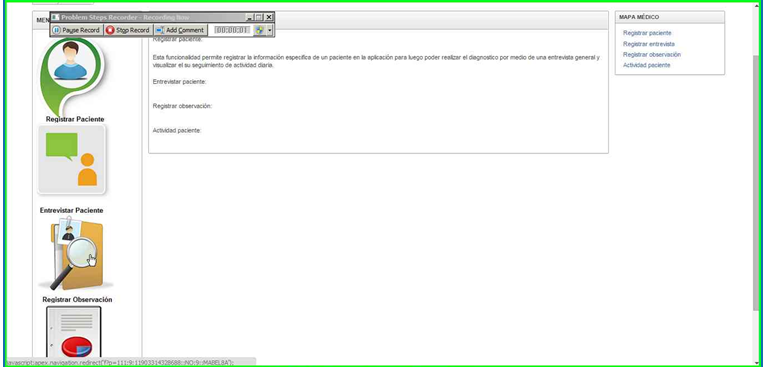 Problem Steps Recorder - Recording Now
Pause Record
Stop Record
Add Comment
00:00:01
MEN
MAPA MÉDICO
Registrar paciente
Registrar entrevista
Registrar observación
Actividad paciente
Registrar paciente:
Esta funcionalidad permite registrar la información especifica de un paciente en la aplicación para luego poder realizar el diagnostico por medio de una entrevista general y
visualizar el su seguimiento de actividad diaria.
Entrevistar paciente:
Registrar observación:
Actividad paciente:
Registrar Paciente
Entrevistar Paciente
Registrar Observación
javascript:apex.navigation.redirect('f?p=111:9:11903314328688::NO:9::MABELBA');